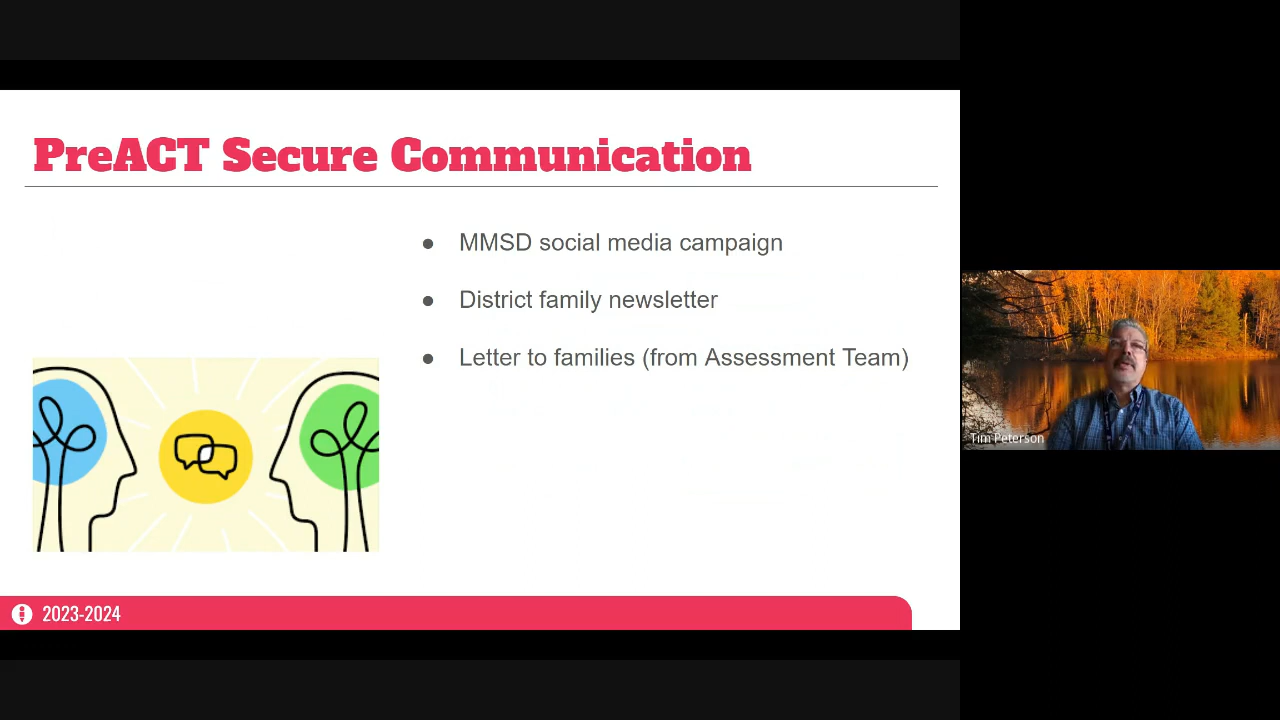 PreACT Secure Communication
● MMSD social media campaign
● District family newsletter
● Letter to families (from Assessment Team)
Tim Peterson
2023-2024